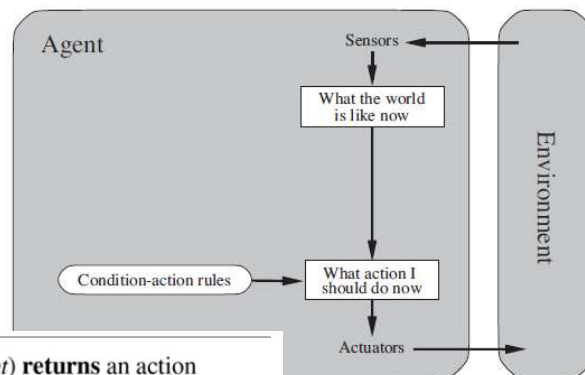 Agent
Sensors
What the world
is like now
Environment
Condition-action rules
What action I
should do now
Actuators
) returns an action